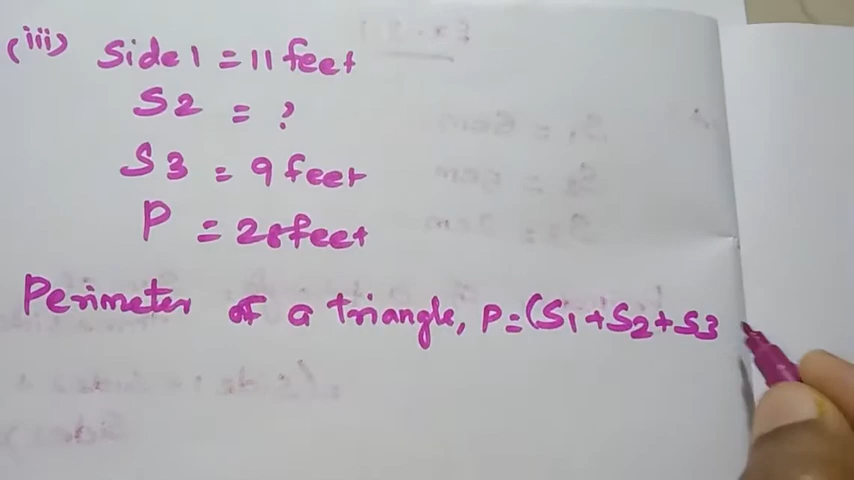 (iii) Side 1 = 11 feet
S2 = ?
S3 = 9 feet
P = 28 feet
Perimeter of a triangle, P = (S1 + S2 + S3